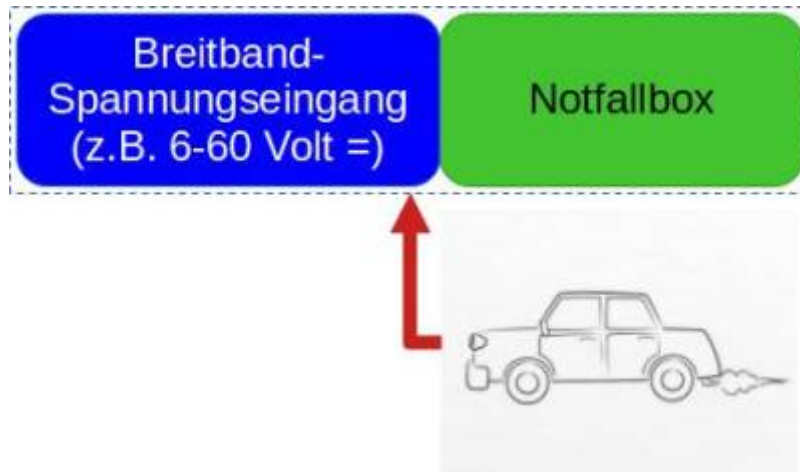 Breitband-
Spannungseingang
(z.B. 6-60 Volt =)
Notfallbox